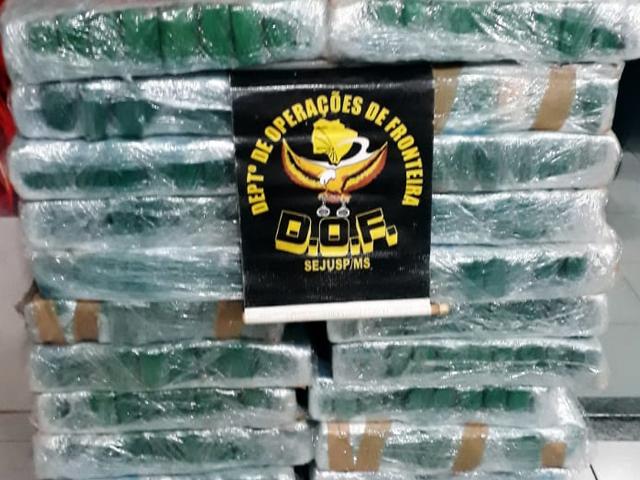 DEPTº DE OPERAÇÕES DE FRONTEIRA
D.O.F.
SEJUSP/MS